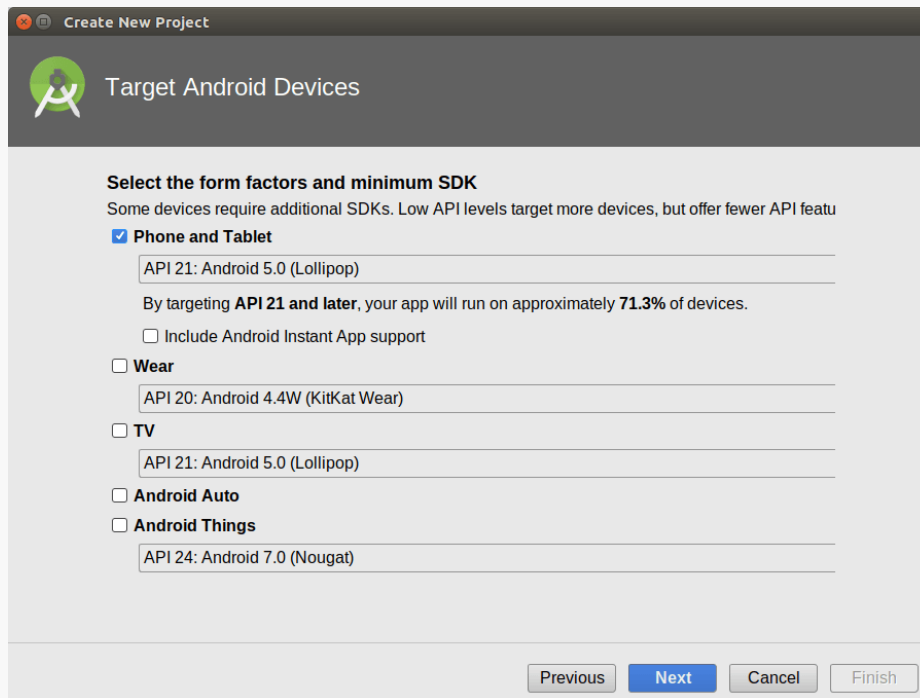 Create New Project
Target Android Devices
Select the form factors and minimum SDK
Some devices require additional SDKs. Low API levels target more devices, but offer fewer API featu
Phone and Tablet
API 21: Android 5.0 (Lollipop)
By targeting API 21 and later, your app will run on approximately 71.3% of devices.
Include Android Instant App support
Wear
API 20: Android 4.4W (KitKat Wear)
TV
API 21: Android 5.0 (Lollipop)
Android Auto
Android Things
API 24: Android 7.0 (Nougat)
Previous Next Cancel Finish